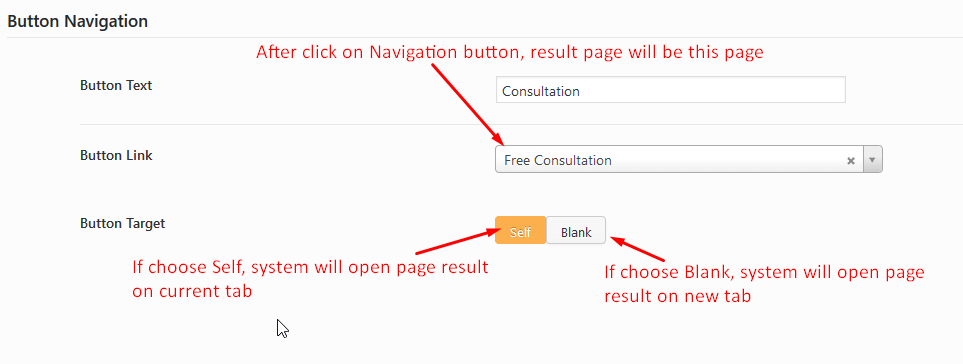 Button Navigation
After click on Navigation button, result page will be this page
Button Text
Consultation
Button Link
Free Consultation
Button Target
Self
Blank
If choose Self, system will open page result
on current tab
If choose Blank, system will open page
result on new tab